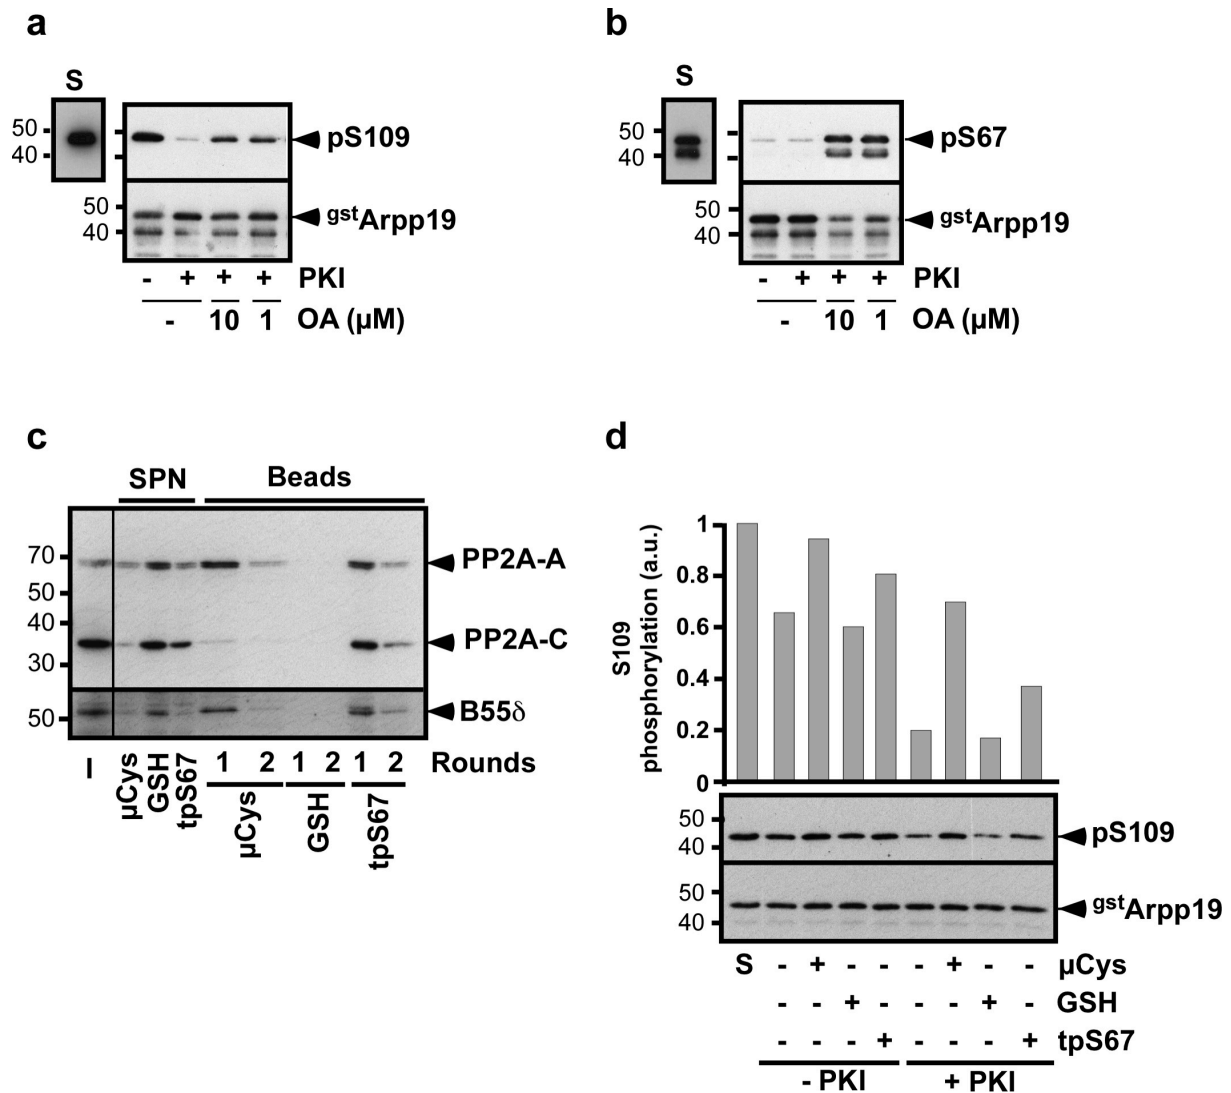 a
S
50
40
pS109
50
40
gstArpp19
- + + + PKI
- 10 1 OA (µM)
b
S
50
40
pS67
50
40
gstArpp19
- + + + PKI
- 10 1 OA (µM)
c
SPN Beads
70
50
40
30
50
PP2A-A
PP2A-C
B55δ
I µCys GSH tpS67 1 2 1 2 1 2 Rounds
µCys GSH tpS67
d
S109
phosphorylation (a.u.)
1
0.8
0.6
0.4
0.2
0
50
40
pS109
50
40
gstArpp19
S - + - - - + - - µCys
- - + - - - + - GSH
- - - + - - - + tpS67
- PKI + PKI